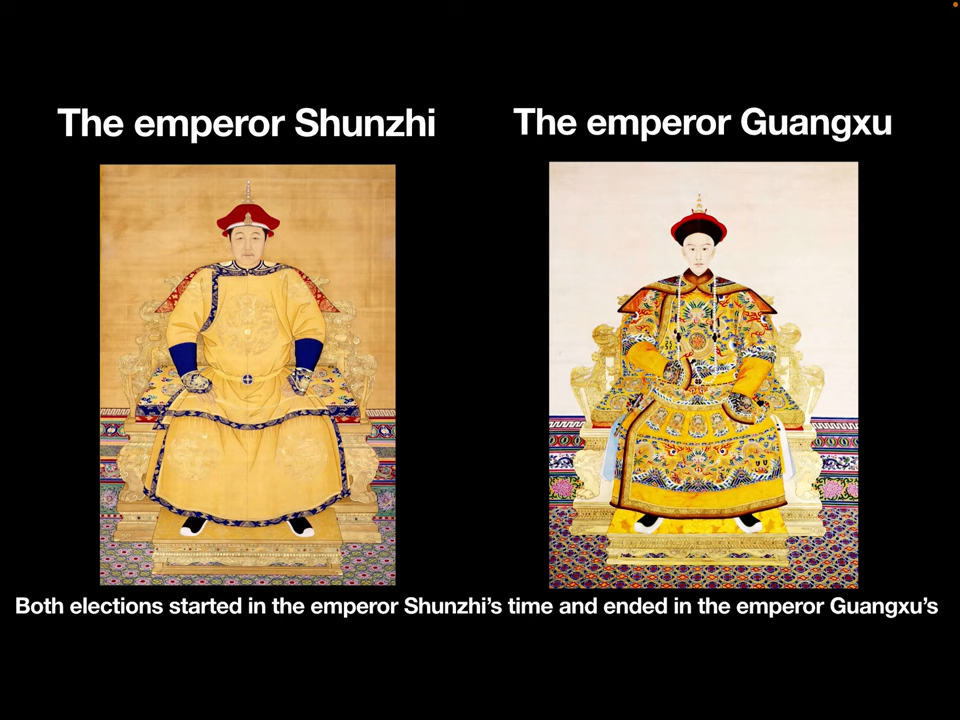 The emperor Shunzhi
The emperor Guangxu
Both elections started in the emperor Shunzhi’s time and ended in the emperor Guangxu’s